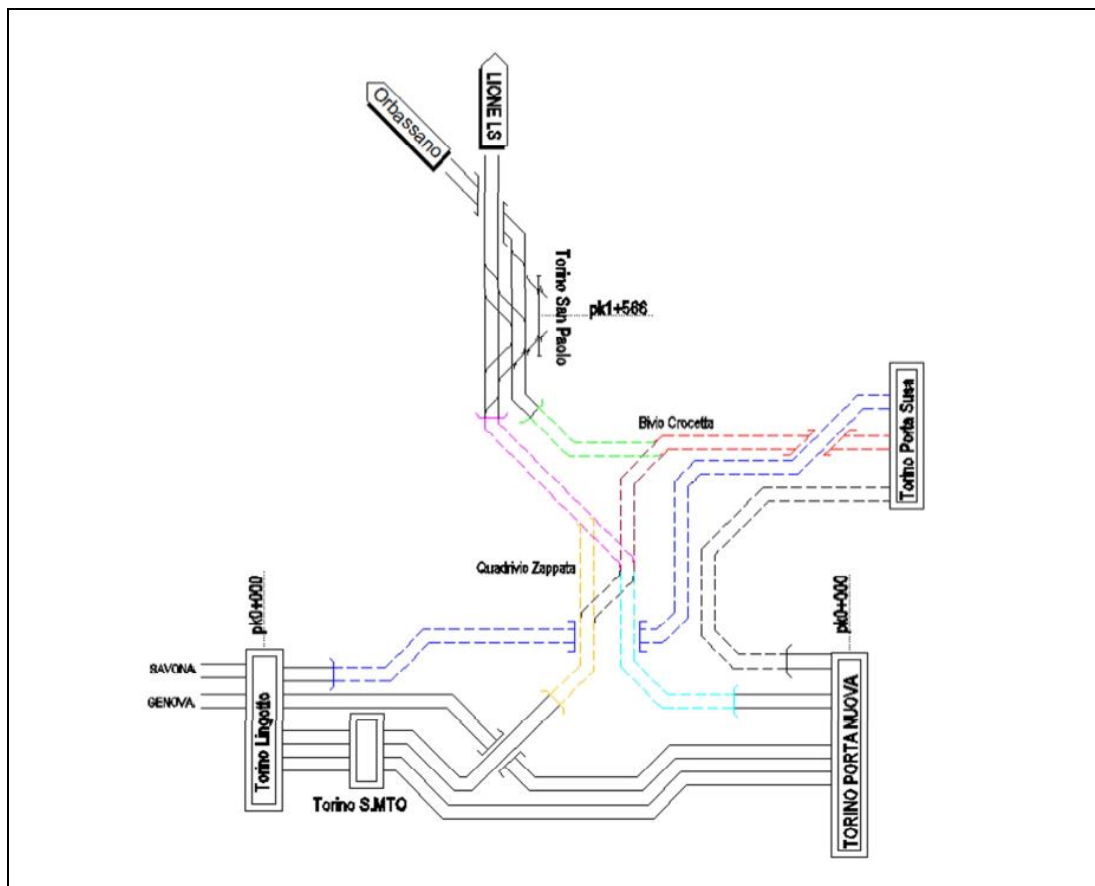 LIONE LS
Orbassano
Torino San Paolo
pk1+566
Bivio Crocetta
Torino Porta Susa
Quadrivio Zappata
pk0+000
pk0+000
SAVONA
GENOVA
Torino Lingotto
Torino S.MTO
TORINO PORTA NUOVA